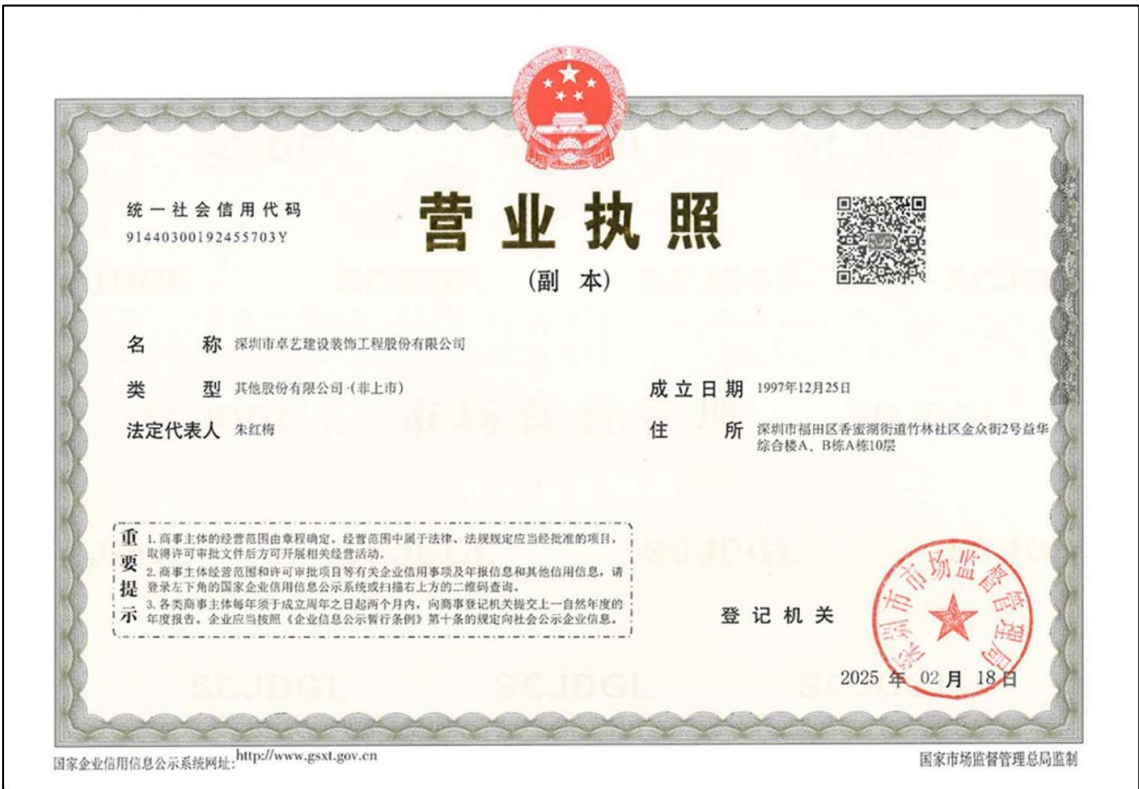 营业执照
(副 本)
统一社会信用代码
91440300192455703Y
名 称 深圳市卓艺建设装饰工程股份有限公司
类 型 其他股份有限公司(非上市)
法定代表人 朱红梅
成立日期 1997年12月25日
住 所 深圳市福田区香蜜湖街道竹林社区金众街2号益华
综合楼A、B栋A栋10层
重要提示
1.商事主体的经营范围由章程确定。经营范围中属于法律、法规规定应当经批准的项目,
取得许可审批文件后方可开展相关经营活动。
2.商事主体经营范围和许可审批项目等有关企业信用事项及年报信息和其他信用信息,请
登录左下角的国家企业信用信息公示系统或扫描右上方的二维码查询。
3.各类商事主体每年须于成立周年之日起两个月内,向商事登记机关提交上一自然年度的
年度报告。企业应当按照《企业信息公示暂行条例》第十条的规定向社会公示企业信息。
登记机关
深圳市市场监督管理局
2025 年 02 月 18 日
国家企业信用信息公示系统网址:http://www.gsxt.gov.cn
国家市场监督管理总局监制